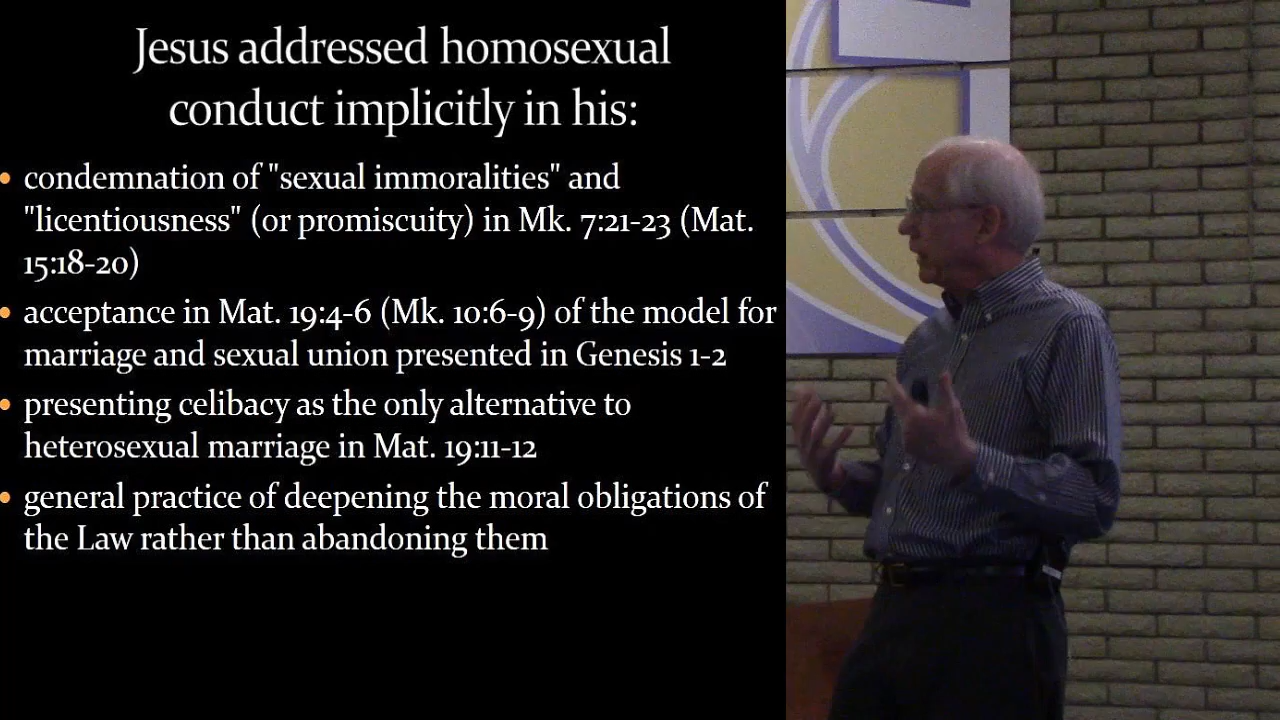 Jesus addressed homosexual
conduct implicitly in his:
• condemnation of "sexual immoralities" and
"licentiousness" (or promiscuity) in Mk. 7:21-23 (Mat.
15:18-20)
• acceptance in Mat. 19:4-6 (Mk. 10:6-9) of the model for
marriage and sexual union presented in Genesis 1-2
• presenting celibacy as the only alternative to
heterosexual marriage in Mat. 19:11-12
• general practice of deepening the moral obligations of
the Law rather than abandoning them